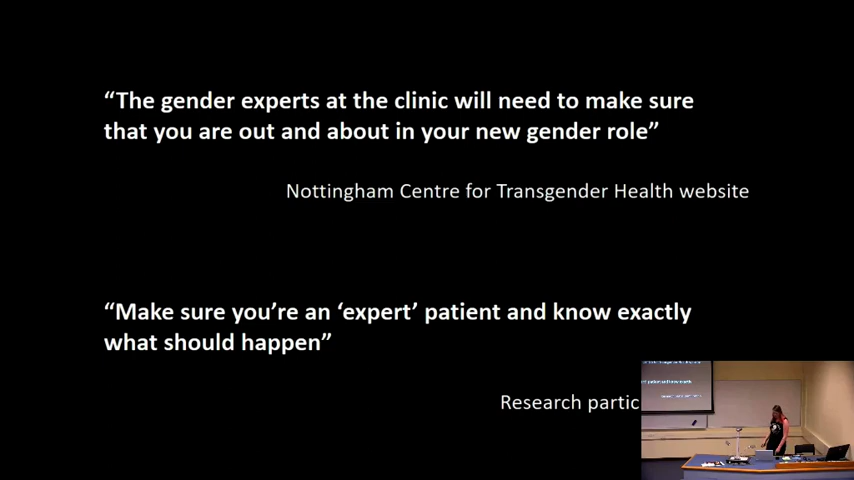 “The gender experts at the clinic will need to make sure
that you are out and about in your new gender role”
Nottingham Centre for Transgender Health website
“Make sure you’re an ‘expert’ patient and know exactly
what should happen”
Research